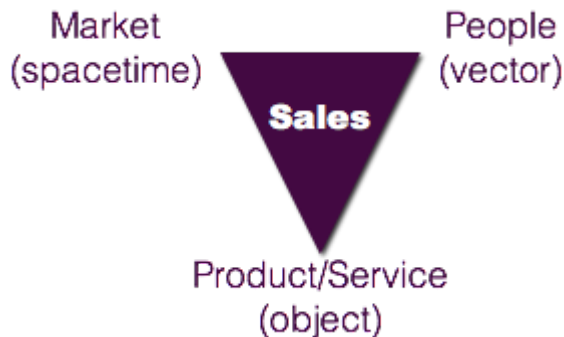 Market
(spacetime)
People
(vector)
Sales
Product/Service
(object)